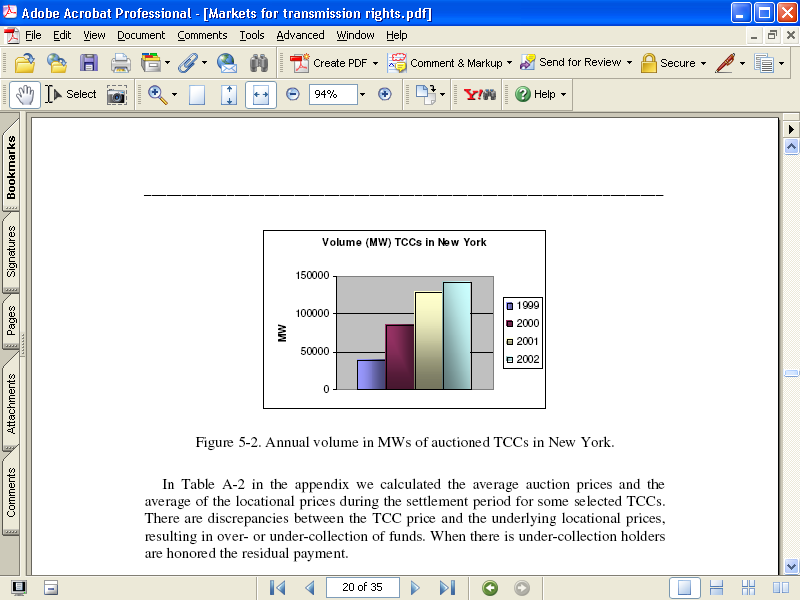 Adobe Acrobat Professional - [Markets for transmission rights.pdf]
File Edit View Document Comments Tools Advanced Window Help
Create PDF Comment & Markup Send for Review Secure
Select 94% Y! Help
Bookmarks
Signatures
Pages
Attachments
Comments
Volume (MW) TCCs in New York
150000
100000
50000
0
MW
1999
2000
2001
2002
Figure 5-2. Annual volume in MWs of auctioned TCCs in New York.
In Table A-2 in the appendix we calculated the average auction prices and the
average of the locational prices during the settlement period for some selected TCCs.
There are discrepancies between the TCC price and the underlying locational prices,
resulting in over- or under-collection of funds. When there is under-collection holders
are honored the residual payment.
20 of 35